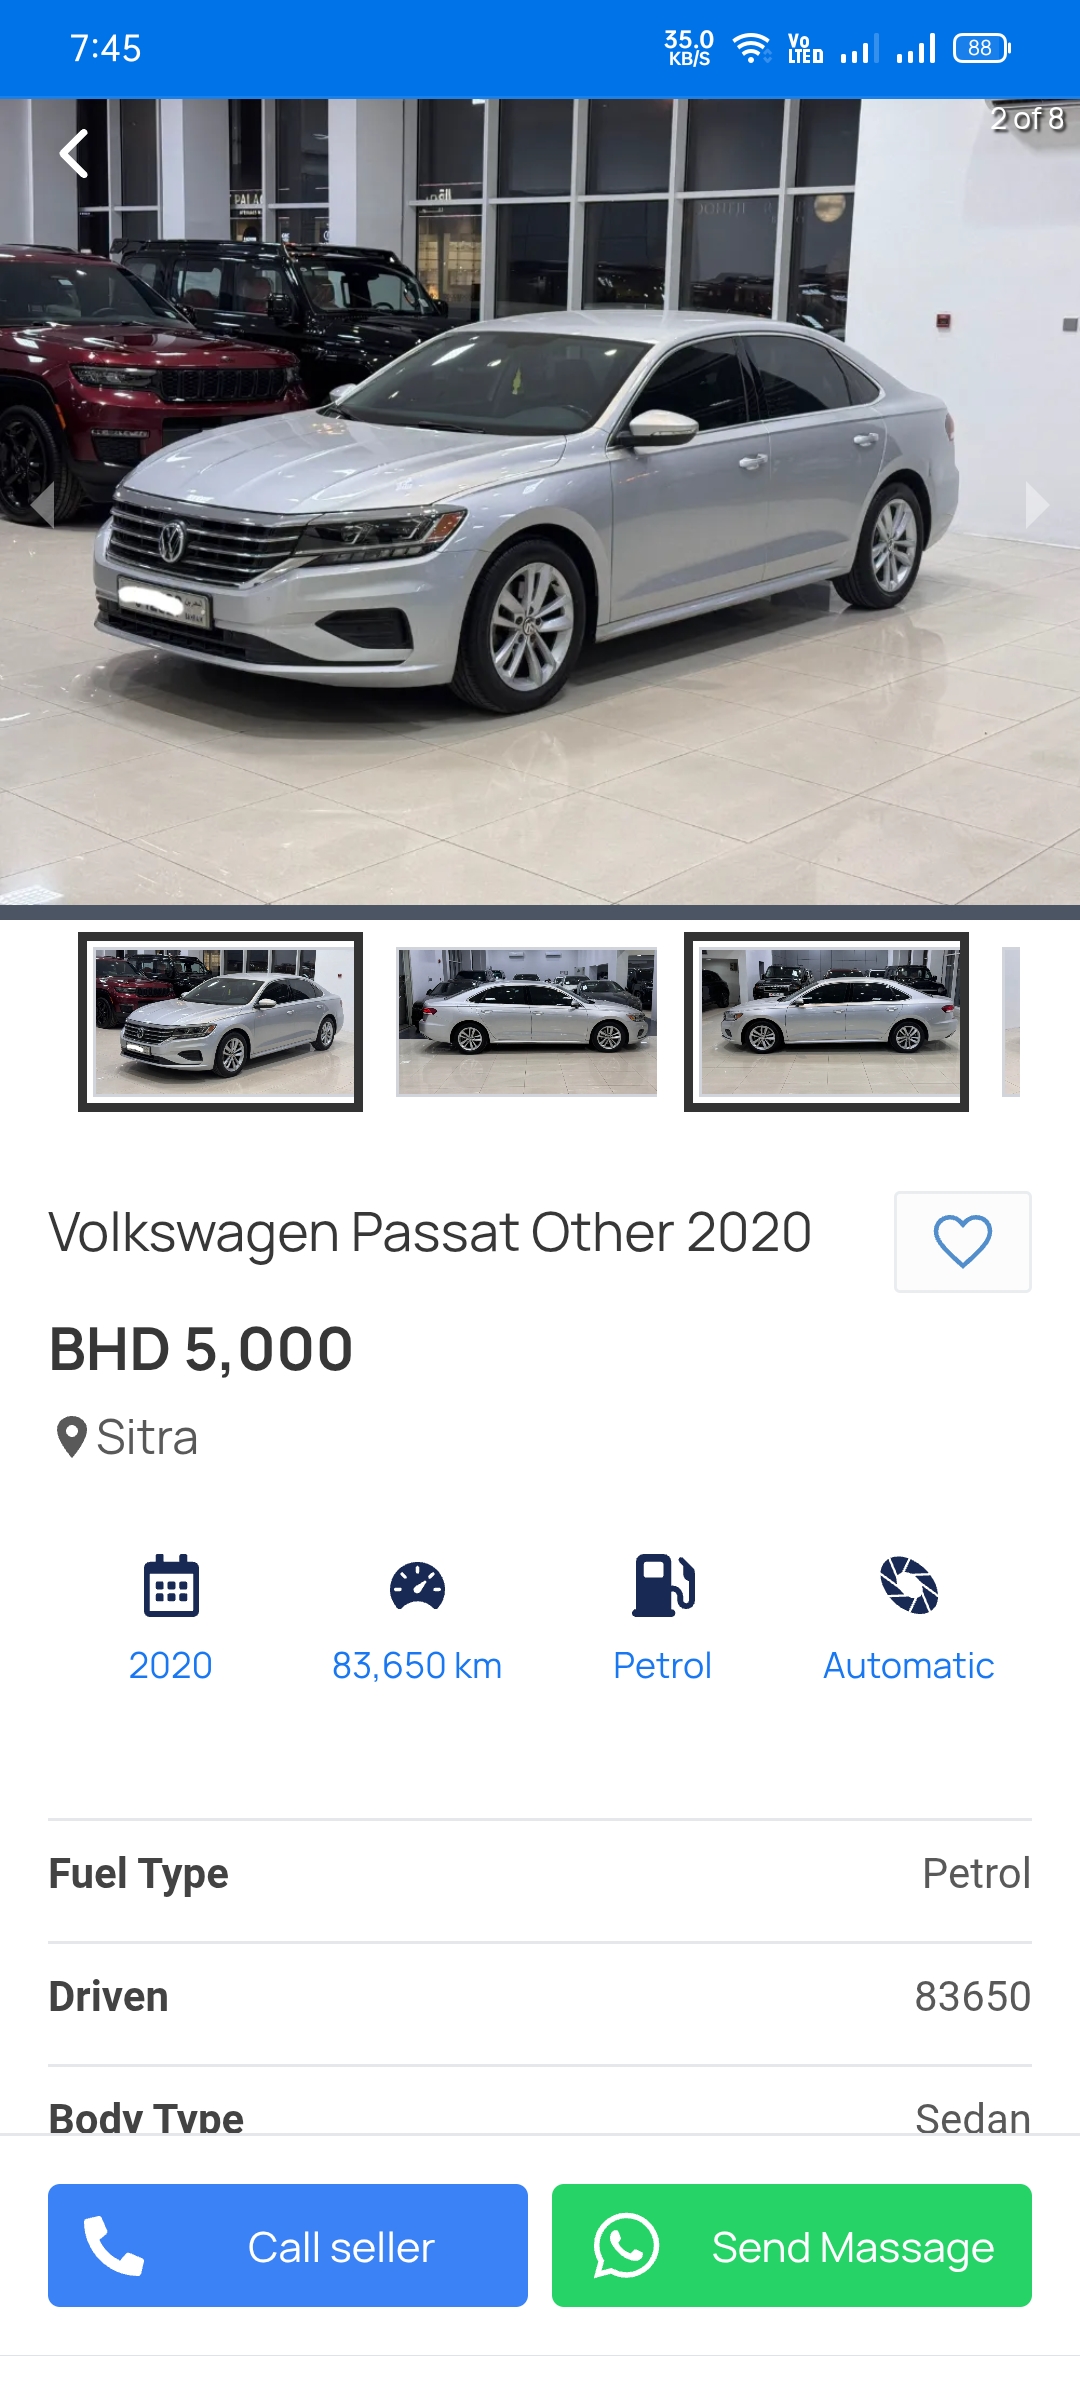 7:45
35.0
KB/S
Vo
LTE D
88
2 of 8
PALA
Volkswagen Passat Other 2020
BHD 5,000
Sitra
2020
83,650 km
Petrol
Automatic
Fuel Type
Petrol
Driven
83650
Body Type
Sedan
Call seller
Send Massage